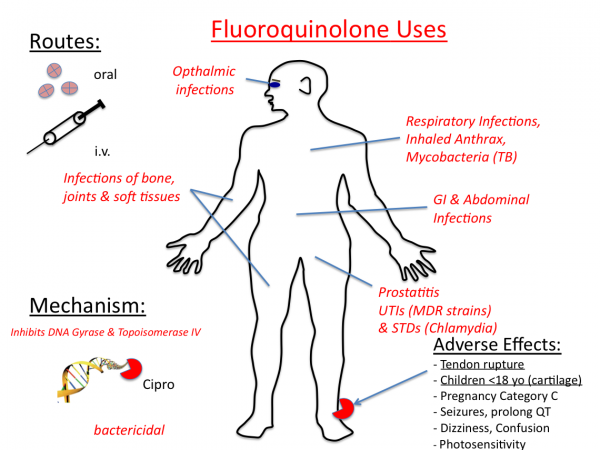 Fluoroquinolone Uses
Routes:
oral
i.v.
Opthalmic
infections
Respiratory Infections,
Inhaled Anthrax,
Mycobacteria (TB)
Infections of bone,
joints & soft tissues
GI & Abdominal
Infections
Prostatitis
UTIs (MDR strains)
& STDs (Chlamydia)
Mechanism:
Inhibits DNA Gyrase & Topoisomerase IV
Cipro
bactericidal
Adverse Effects:
- Tendon rupture
- Children <18 yo (cartilage)
- Pregnancy Category C
- Seizures, prolong QT
- Dizziness, Confusion
- Photosensitivity